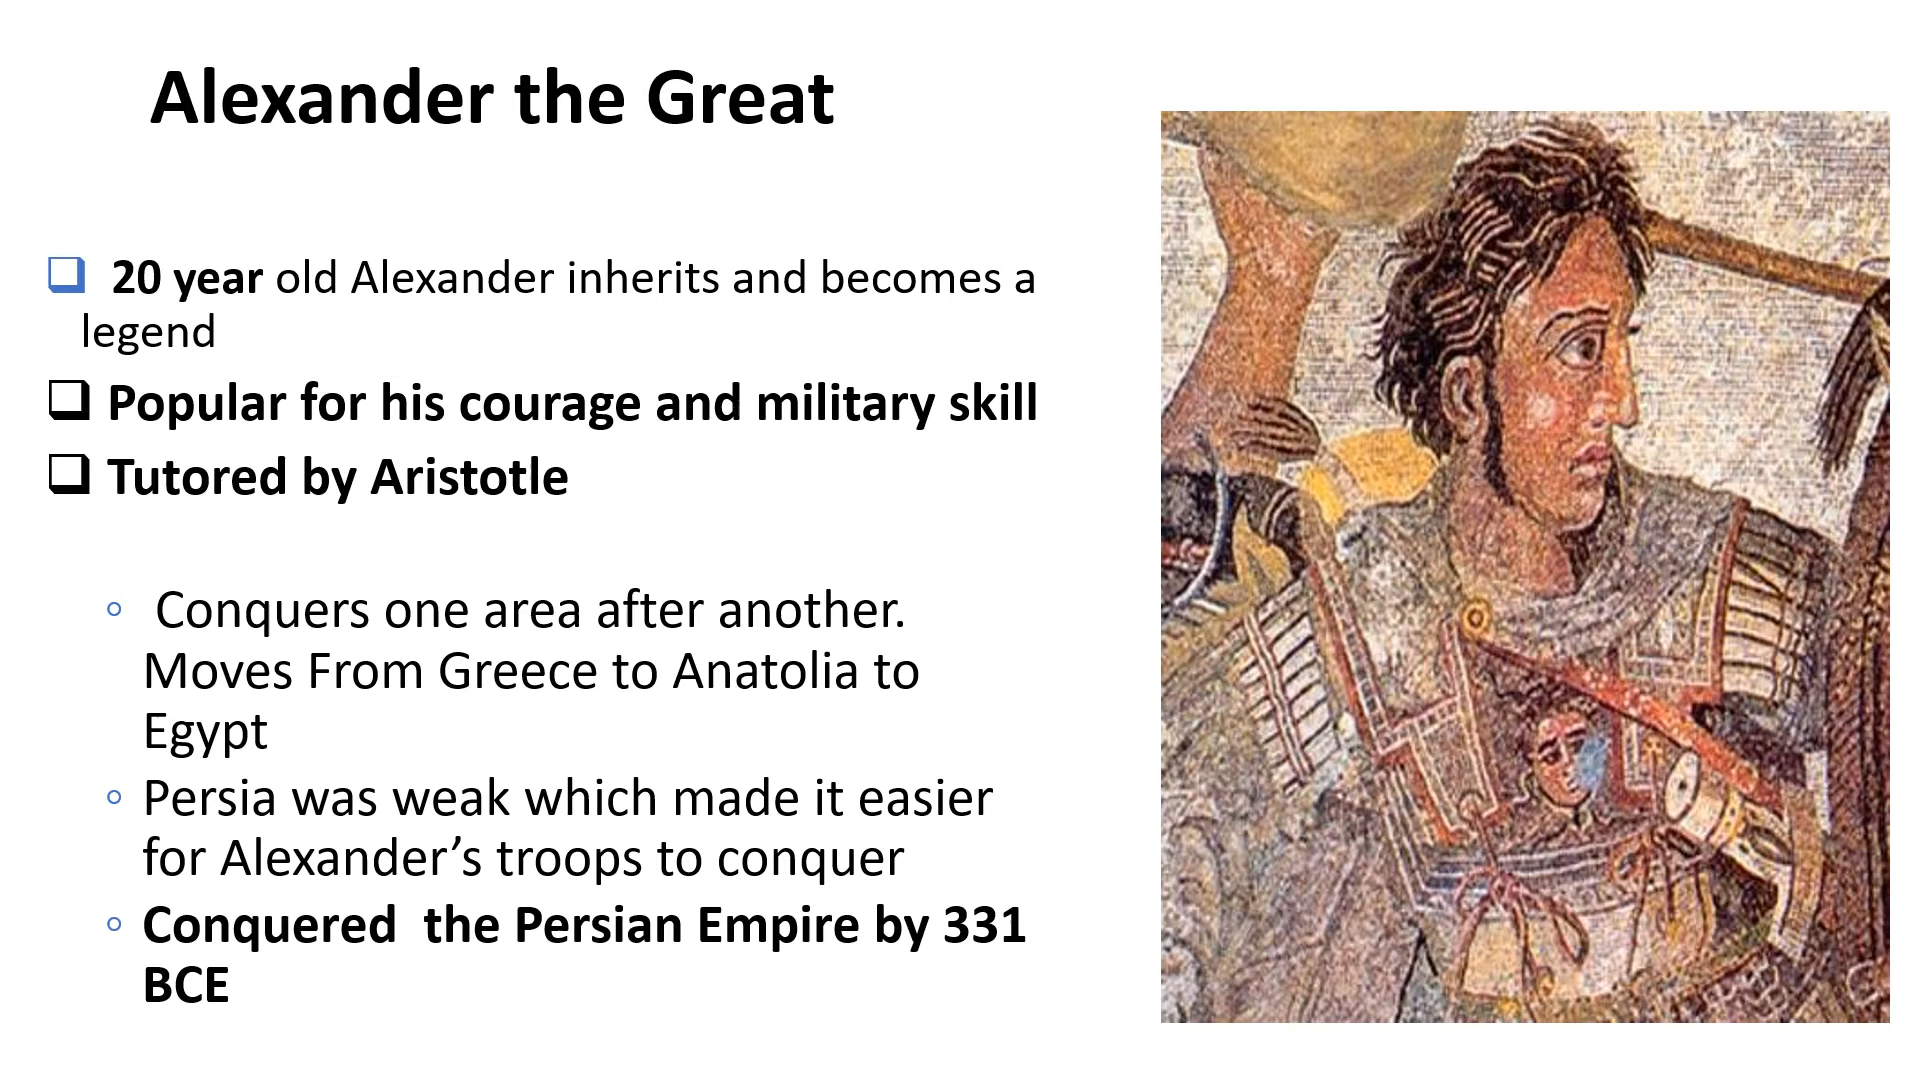 Alexander the Great
20 year old Alexander inherits and becomes a
legend
Popular for his courage and military skill
Tutored by Aristotle
Conquers one area after another.
Moves From Greece to Anatolia to
Egypt
Persia was weak which made it easier
for Alexander’s troops to conquer
Conquered  the Persian Empire by 331
BCE